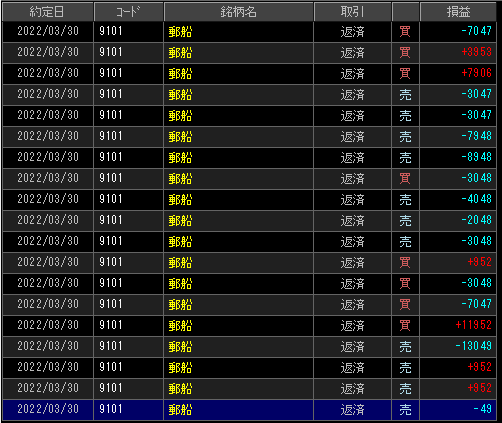 約定日 ｺｰﾄﾞ 銘柄名 取引 損益
2022/03/30 9101 郵船 返済 買 -7047
2022/03/30 9101 郵船 返済 買 +3953
2022/03/30 9101 郵船 返済 買 +7906
2022/03/30 9101 郵船 返済 売 -3047
2022/03/30 9101 郵船 返済 売 -3047
2022/03/30 9101 郵船 返済 売 -7948
2022/03/30 9101 郵船 返済 売 -8948
2022/03/30 9101 郵船 返済 買 -3048
2022/03/30 9101 郵船 返済 売 -4048
2022/03/30 9101 郵船 返済 売 -2048
2022/03/30 9101 郵船 返済 売 -3048
2022/03/30 9101 郵船 返済 買 +952
2022/03/30 9101 郵船 返済 買 -3048
2022/03/30 9101 郵船 返済 買 -7047
2022/03/30 9101 郵船 返済 買 +11952
2022/03/30 9101 郵船 返済 売 -13049
2022/03/30 9101 郵船 返済 売 +952
2022/03/30 9101 郵船 返済 売 +952
2022/03/30 9101 郵船 返済 売 -49